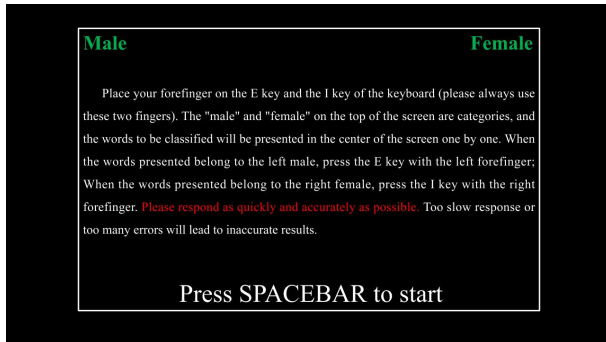 Male Female
Place your forefinger on the E key and the I key of the keyboard (please always use
these two fingers). The "male" and "female" on the top of the screen are categories, and
the words to be classified will be presented in the center of the screen one by one. When
the words presented belong to the left male, press the E key with the left forefinger;
When the words presented belong to the right female, press the I key with the right
forefinger. Please respond as quickly and accurately as possible. Too slow response or
too many errors will lead to inaccurate results.
Press SPACEBAR to start